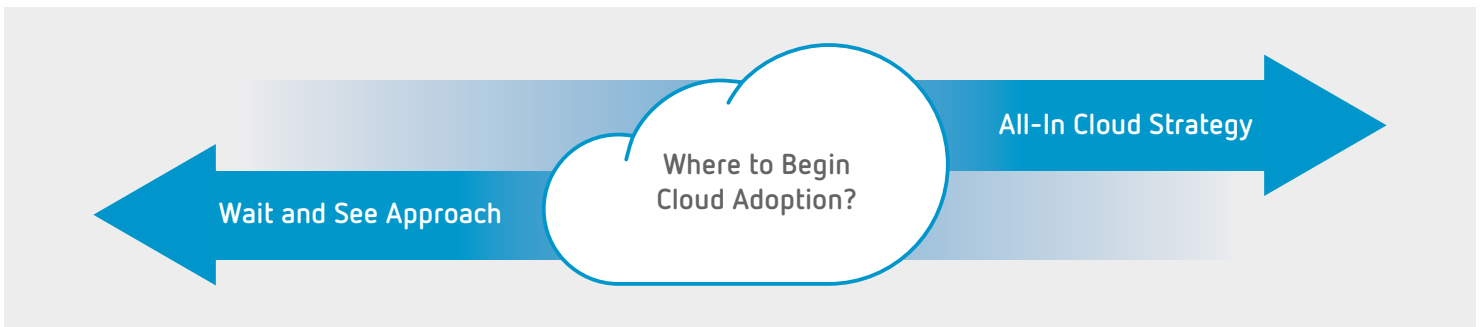 All-In Cloud Strategy
Where to Begin
Cloud Adoption?
Wait and See Approach